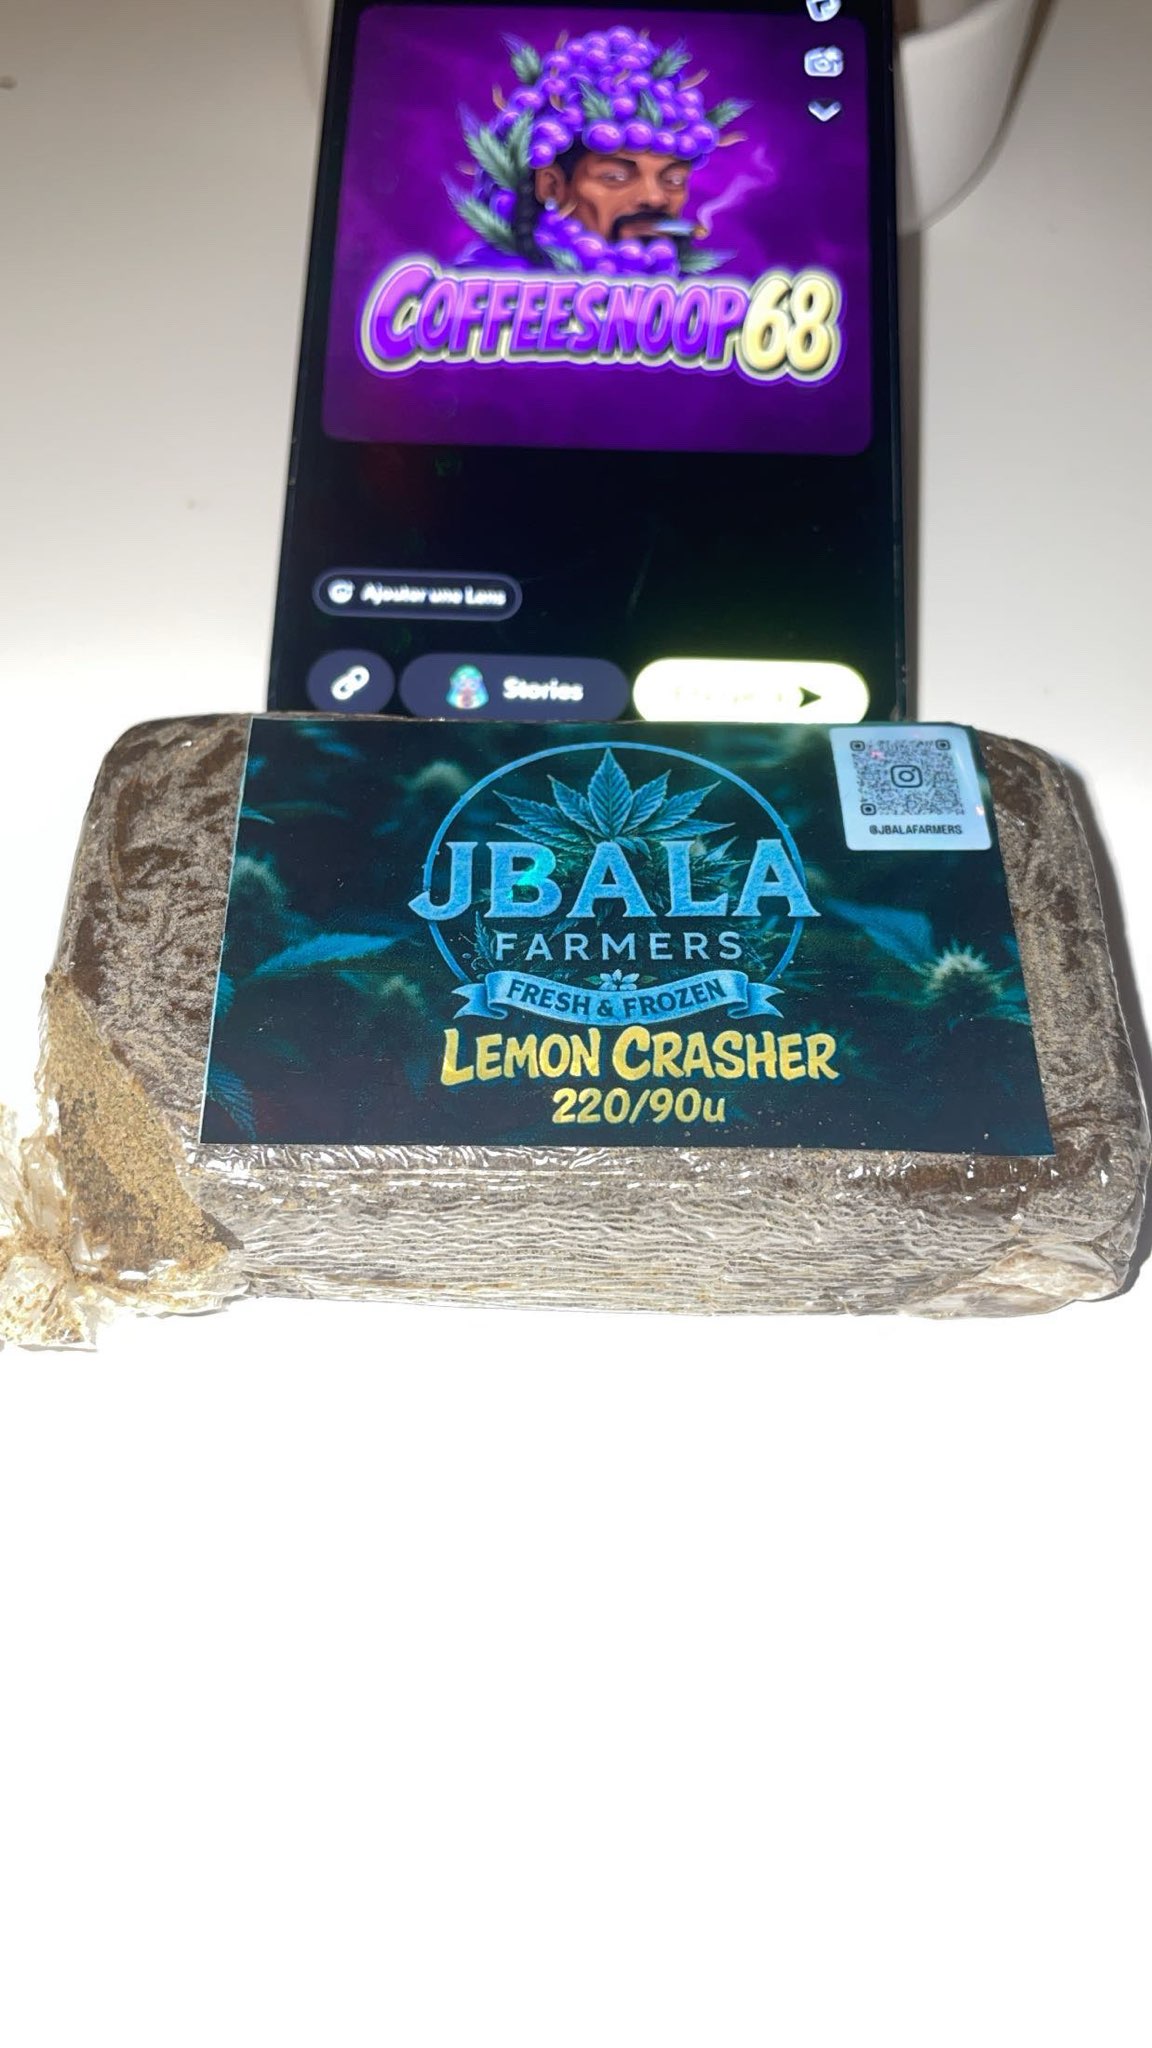 COFFEESNOOP68
Ajouter une Lens
Stories
@JBALAFARMERS
JBALA
FARMERS
FRESH & FROZEN
LEMON CRASHER
220/90u